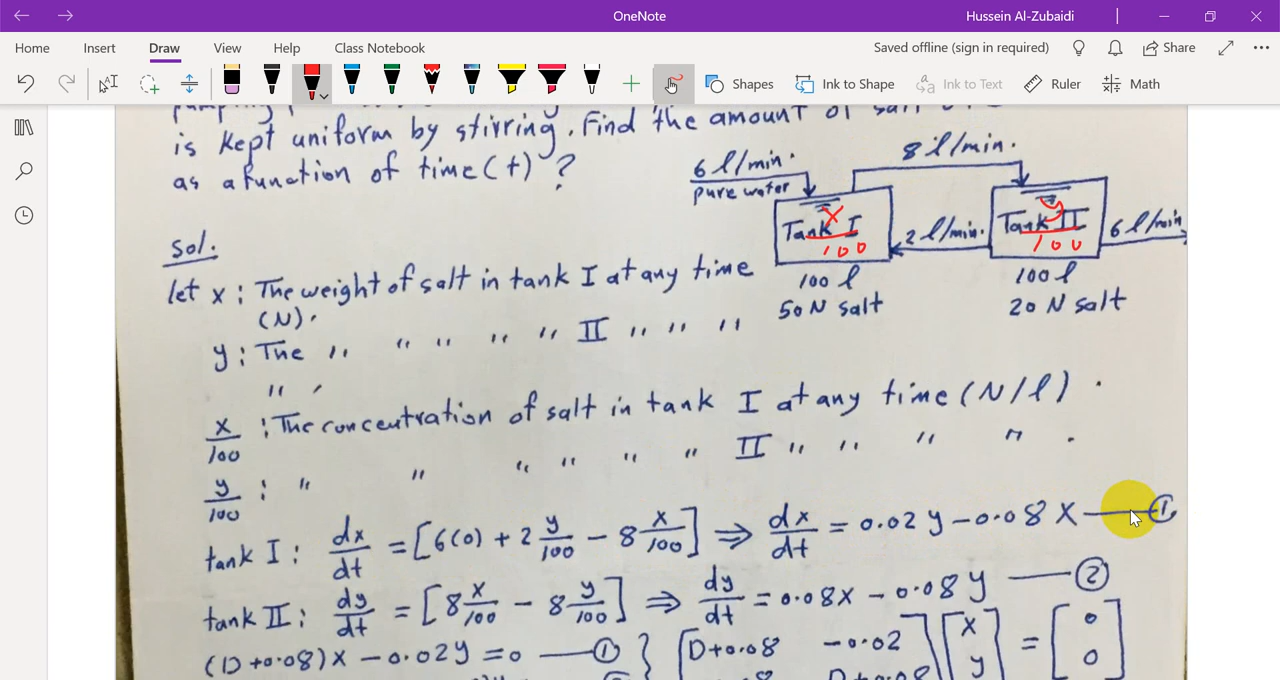 OneNote
Hussein Al-Zubaidi
Home Insert Draw View Help Class Notebook
Saved offline (sign in required)
Share
Shapes Ink to Shape Ink to Text Ruler Math
is kept uniform by stirring. Find the amount of salt
as a function of time (t) ?
6 l/min.
pure water
8 l/min.
Tank I
X
100
2 l/min.
Tank II
y
100
6 l/min.
100 l
50 N salt
100 l
20 N salt
sol.
let x : The weight of salt in tank I at any time
(N).
y : The " " " " " II " " "
" "
x/100 : The concentration of salt in tank I at any time (N/l) .
y/100 : " " " " " " II " " " " .
tank I : dx/dt = [6(0) + 2 y/100 - 8 x/100] ⇒ dx/dt = 0.02 y - 0.08 X —— ①
tank II : dy/dt = [8 x/100 - 8 y/100] ⇒ dy/dt = 0.08X - 0.08 y —— ②
(D+0.08)X - 0.02y = 0 —— ① } [D+0.08 -0.02] [x y] = [0 0]